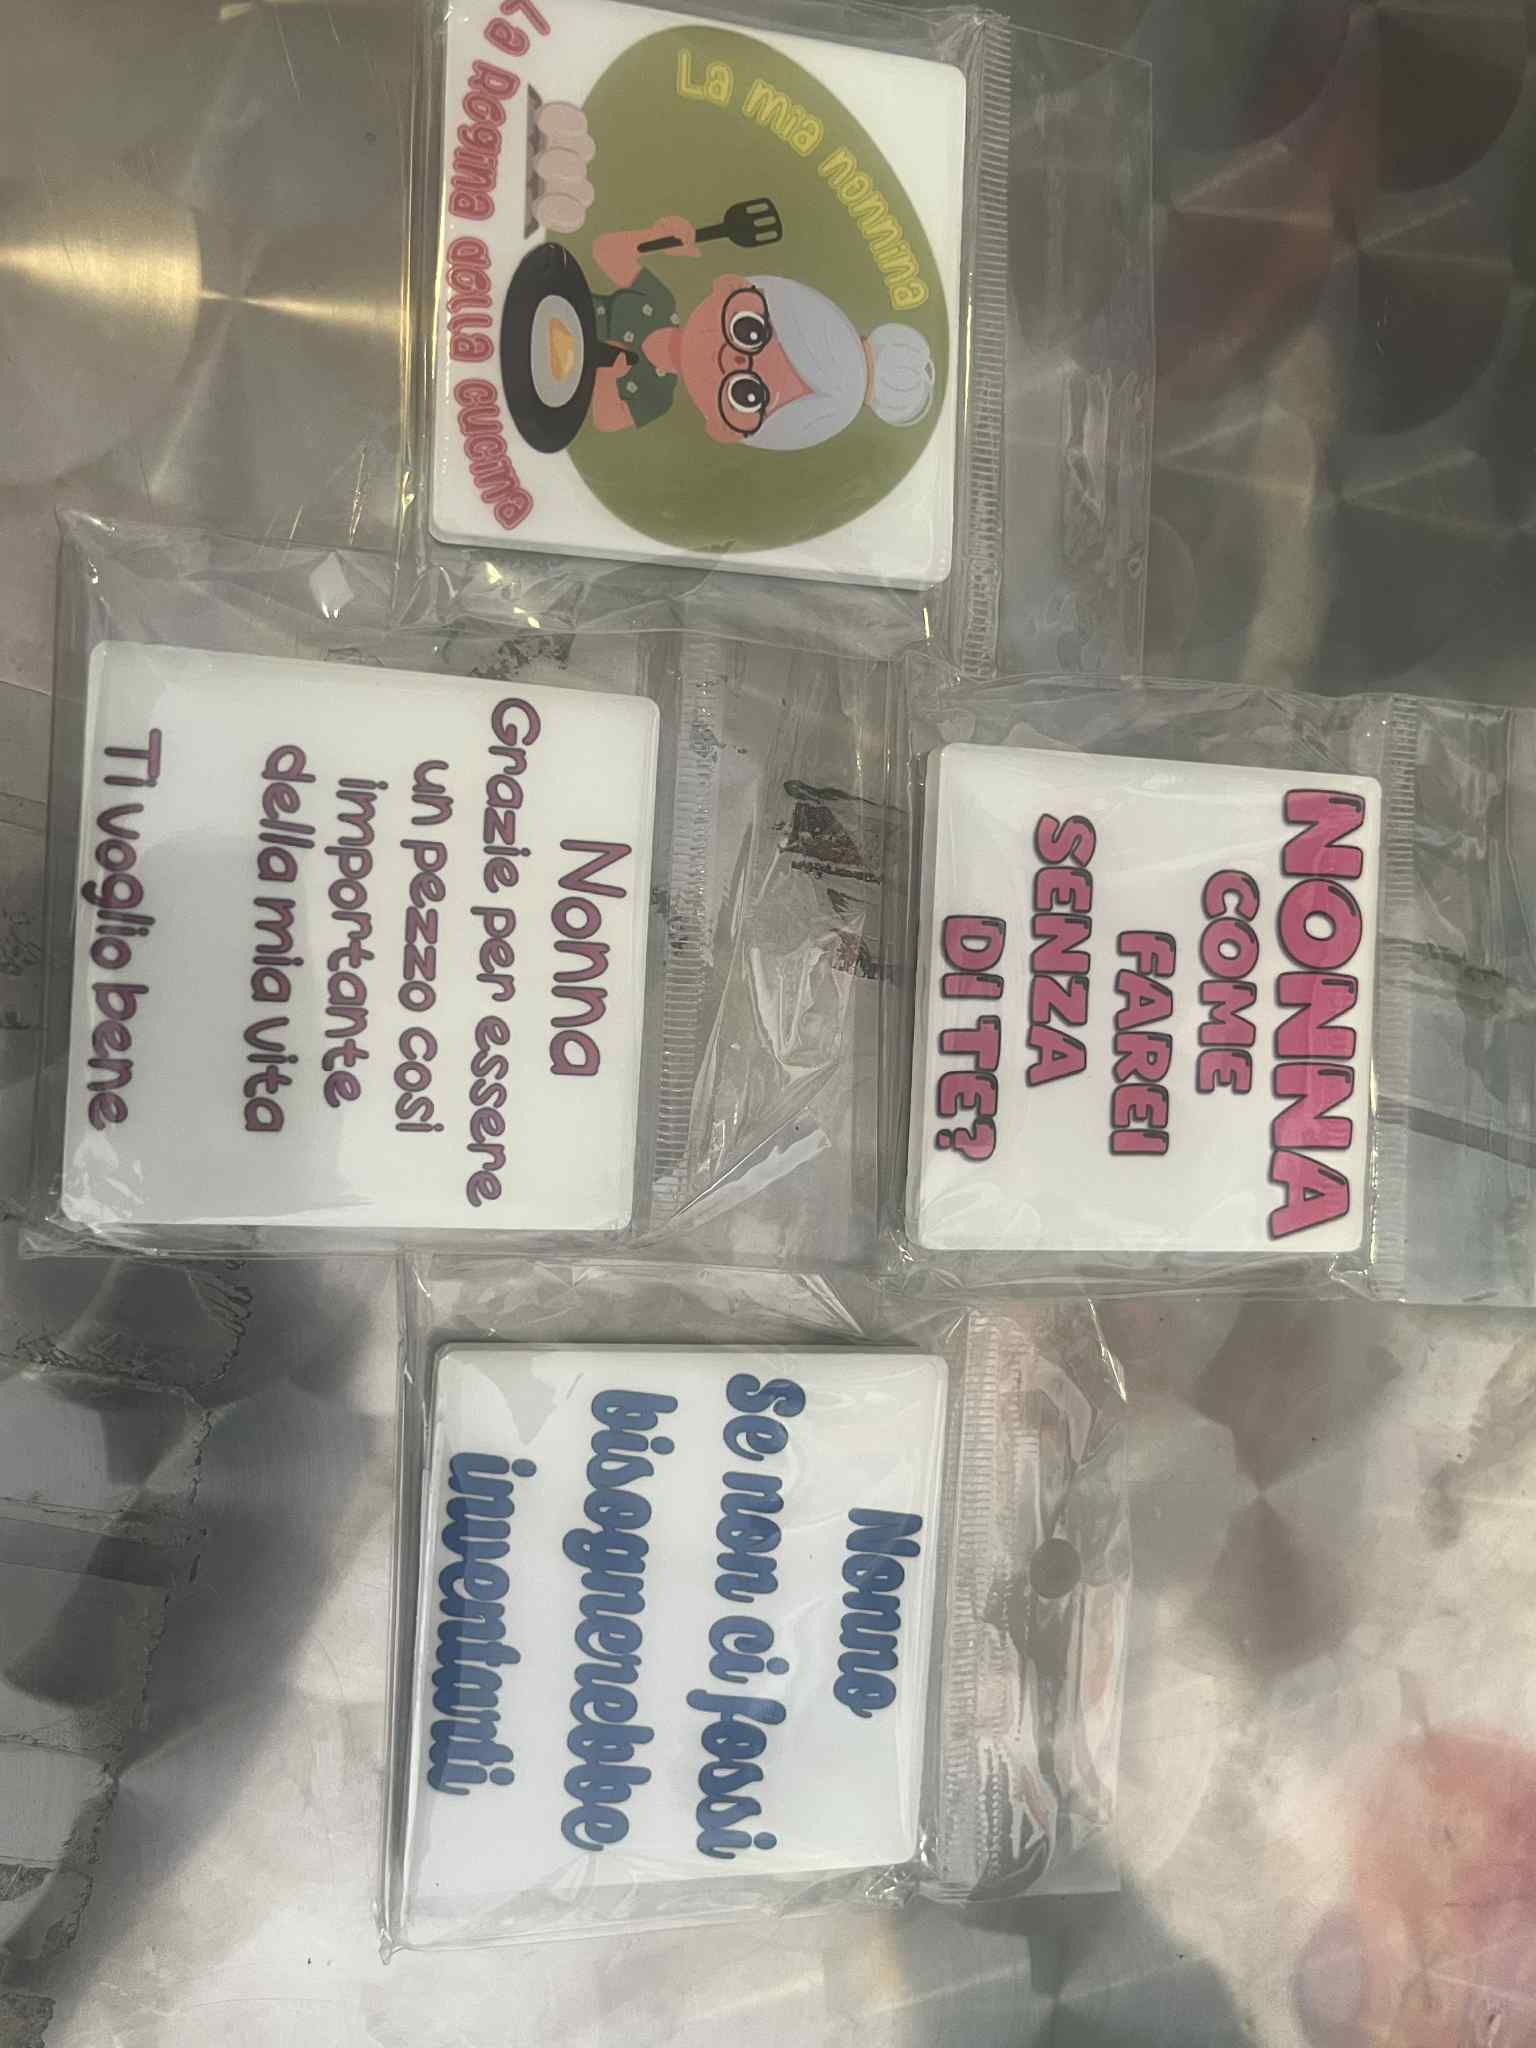 La mia nonnina
La Regina della cucina
NONNA
COME
FAREI
SENZA
DI TE?
Nonna
Grazie per essere
un pezzo così
importante
della mia vita
Ti voglio bene
Nonno
se non ci fossi
bisognerebbe
inventarti